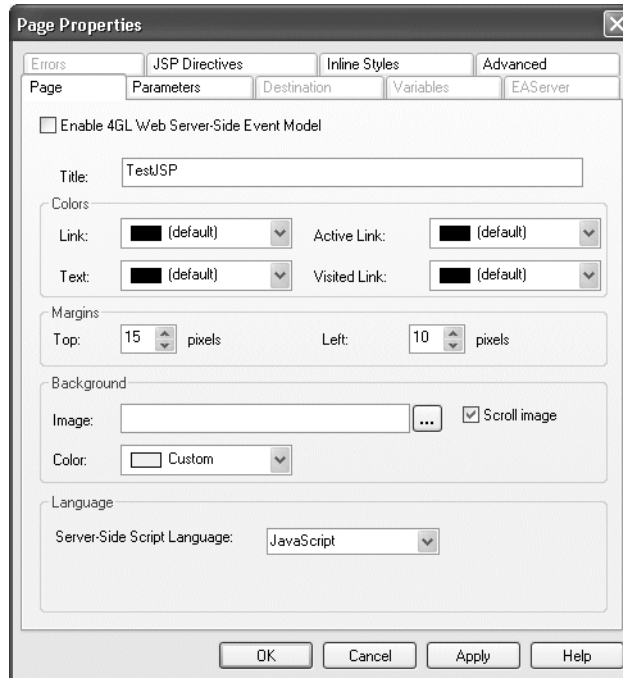 Page Properties
Errors JSP Directives Inline Styles Advanced
Page Parameters Destination Variables EAServer
Enable 4GL Web Server-Side Event Model
Title: TestJSP
Colors
Link: (default) Active Link: (default)
Text: (default) Visited Link: (default)
Margins
Top: 15 pixels Left: 10 pixels
Background
Image: ... Scroll image
Color: Custom
Language
Server-Side Script Language: JavaScript
OK Cancel Apply Help